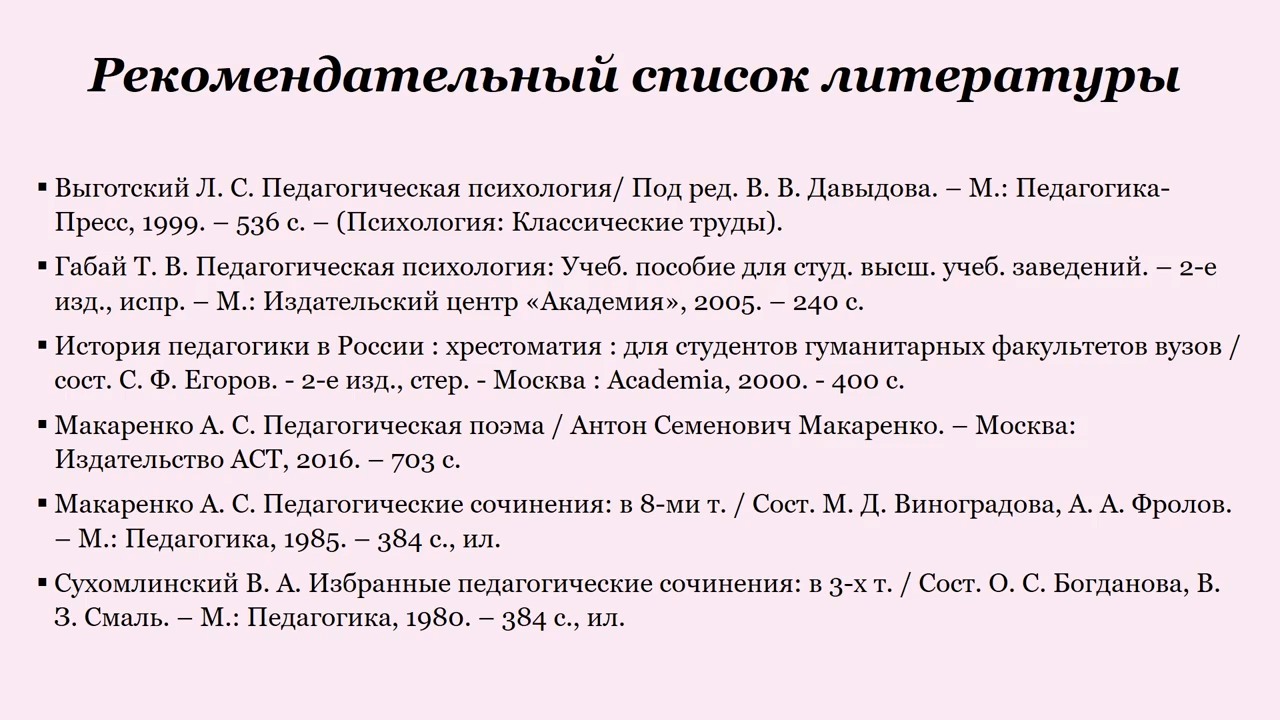 Рекомендательный список литературы
▪ Выготский Л. С. Педагогическая психология/ Под ред. В. В. Давыдова. – М.: Педагогика-
Пресс, 1999. – 536 с. – (Психология: Классические труды).
▪ Габай Т. В. Педагогическая психология: Учеб. пособие для студ. высш. учеб. заведений. – 2-е
изд., испр. – М.: Издательский центр «Академия», 2005. – 240 с.
▪ История педагогики в России : хрестоматия : для студентов гуманитарных факультетов вузов /
сост. С. Ф. Егоров. - 2-е изд., стер. - Москва : Academia, 2000. - 400 с.
▪ Макаренко А. С. Педагогическая поэма / Антон Семенович Макаренко. – Москва:
Издательство АСТ, 2016. – 703 с.
▪ Макаренко А. С. Педагогические сочинения: в 8-ми т. / Сост. М. Д. Виноградова, А. А. Фролов.
– М.: Педагогика, 1985. – 384 с., ил.
▪ Сухомлинский В. А. Избранные педагогические сочинения: в 3-х т. / Сост. О. С. Богданова, В.
З. Смаль. – М.: Педагогика, 1980. – 384 с., ил.